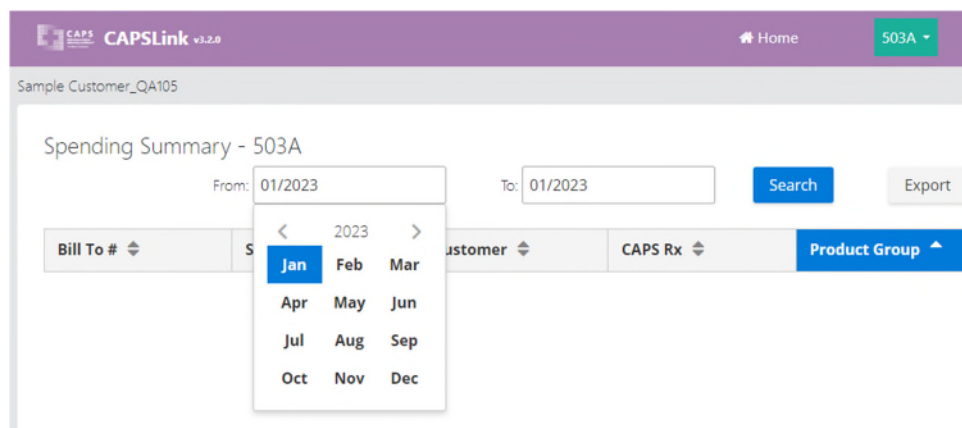 CAPS CAPSLink v3.2.0 Home 503A
Sample Customer_QA105
Spending Summary - 503A
From: 01/2023 To: 01/2023 Search Export
Bill To # S ustomer CAPS Rx Product Group
2023
Jan Feb Mar
Apr May Jun
Jul Aug Sep
Oct Nov Dec